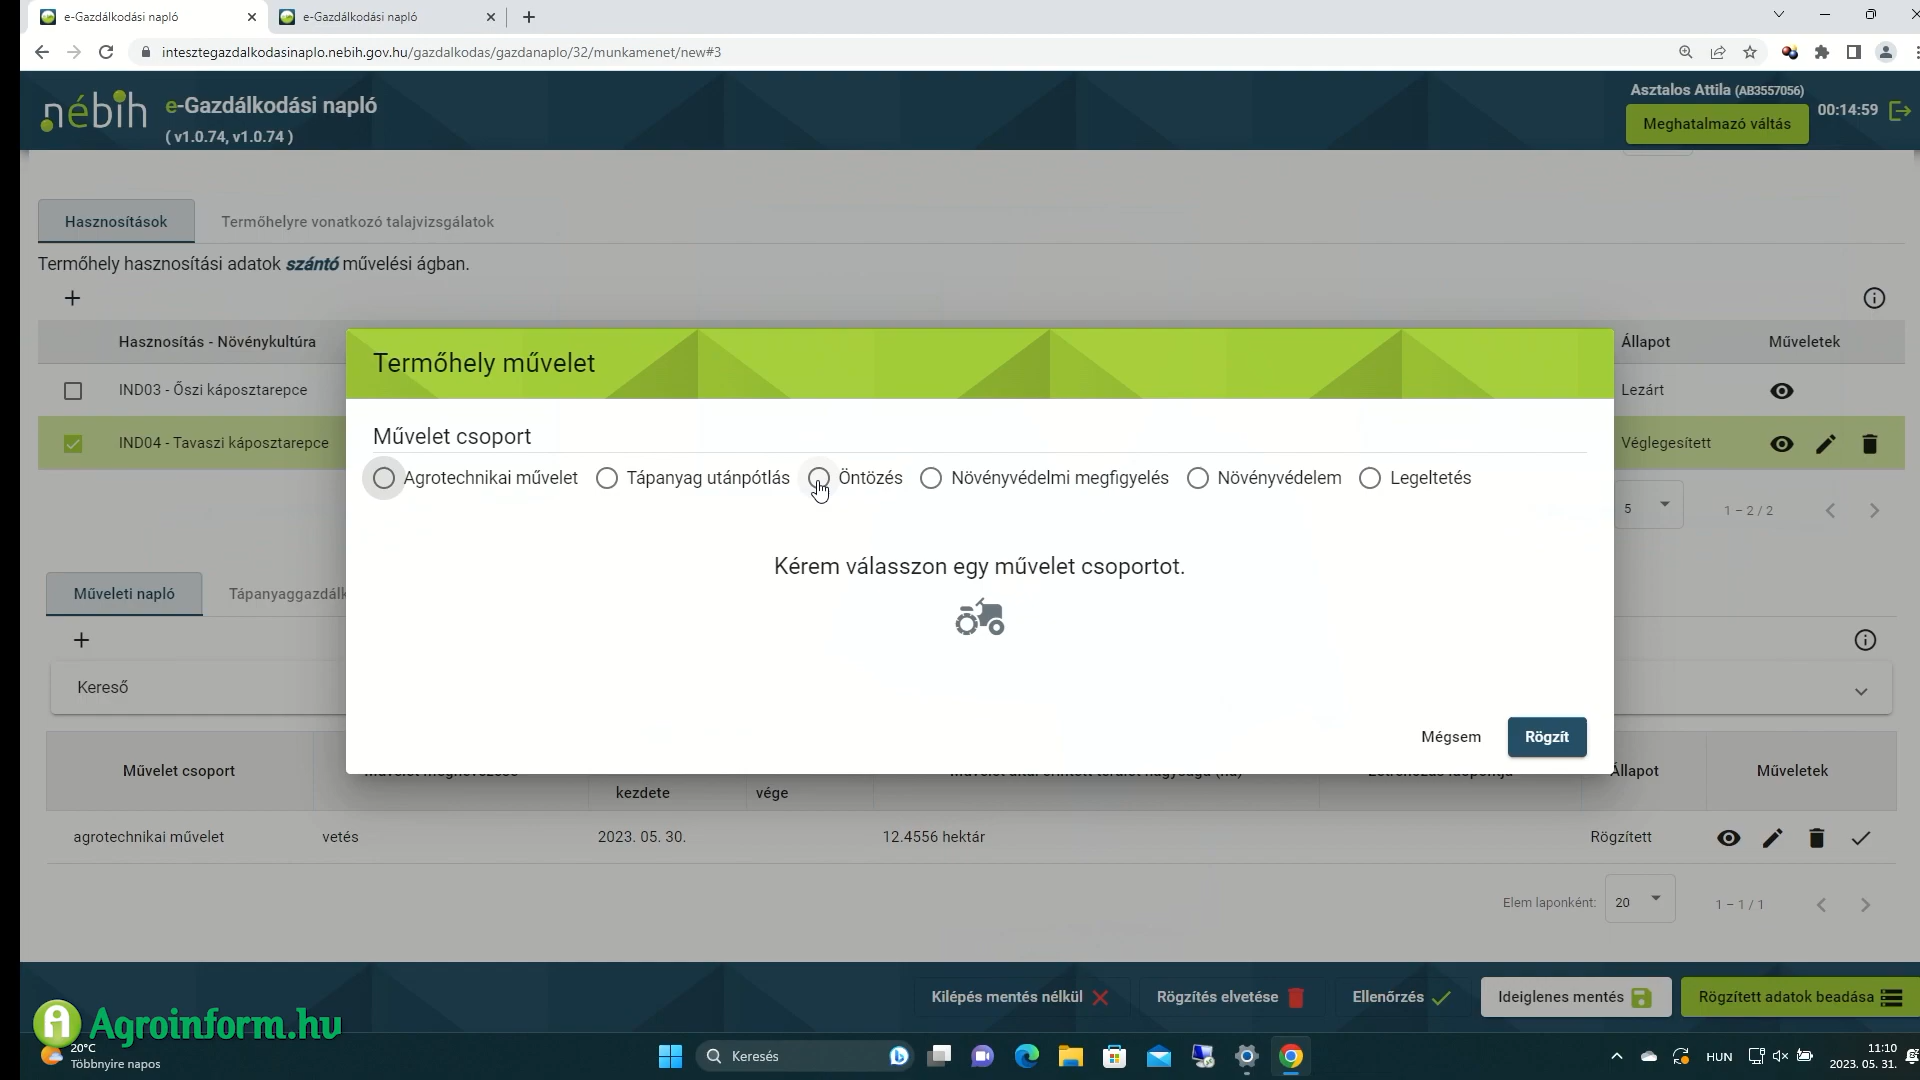 e-Gazdálkodási napló
e-Gazdálkodási napló
intesztegazdalkodasinaplo.nebih.gov.hu/gazdalkodas/gazdanaplo/32/munkamenet/new#3
nébih
e-Gazdálkodási napló
( v1.0.74, v1.0.74 )
Asztalos Attila (AB3557056)
Meghatalmazó váltás
00:14:59
Hasznosítások
Termőhelyre vonatkozó talajvizsgálatok
Termőhely hasznosítási adatok szántó művelési ágban.
Hasznosítás - Növénykultúra
Állapot
Műveletek
IND03 - Őszi káposztarepce
Lezárt
IND04 - Tavaszi káposztarepce
Véglegesített
5
1 – 2 / 2
Termőhely művelet
Művelet csoport
Agrotechnikai művelet
Tápanyag utánpótlás
Öntözés
Növényvédelmi megfigyelés
Növényvédelem
Legeltetés
Kérem válasszon egy művelet csoportot.
Mégsem
Rögzít
Műveleti napló
Tápanyaggazdálk
Kereső
Művelet csoport
kezdete
vége
Állapot
Műveletek
agrotechnikai művelet
vetés
2023. 05. 30.
12.4556 hektár
Rögzített
Elem laponként:
20
1 – 1 / 1
Kilépés mentés nélkül
Rögzítés elvetése
Ellenőrzés
Ideiglenes mentés
Rögzített adatok beadása
Agroinform.hu
20°C
Többnyire napos
Keresés
HUN
11:10
2023. 05. 31.